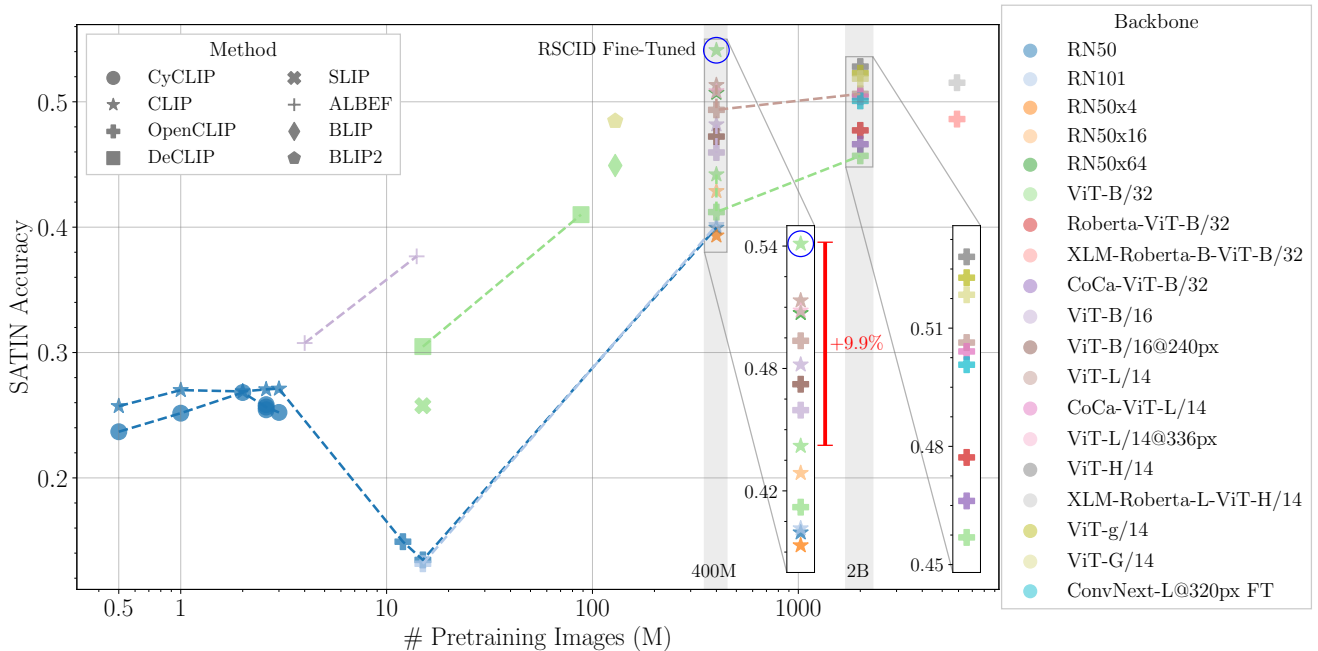 Method
CyCLIP
CLIP
OpenCLIP
DeCLIP
SLIP
ALBEF
BLIP
BLIP2
RSCID Fine-Tuned
SATIN Accuracy
0.5
0.4
0.3
0.2
0.5
1
10
100
1000
# Pretraining Images (M)
400M
2B
0.54
0.48
0.42
+9.9%
0.51
0.48
0.45
Backbone
RN50
RN101
RN50x4
RN50x16
RN50x64
ViT-B/32
Roberta-ViT-B/32
XLM-Roberta-B-ViT-B/32
CoCa-ViT-B/32
ViT-B/16
ViT-B/16@240px
ViT-L/14
CoCa-ViT-L/14
ViT-L/14@336px
ViT-H/14
XLM-Roberta-L-ViT-H/14
ViT-g/14
ViT-G/14
ConvNext-L@320px FT